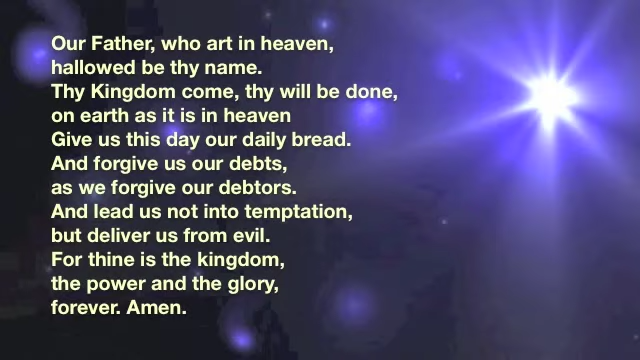 Our Father, who art in heaven,
hallowed be thy name.
Thy Kingdom come, thy will be done,
on earth as it is in heaven
Give us this day our daily bread.
And forgive us our debts,
as we forgive our debtors.
And lead us not into temptation,
but deliver us from evil.
For thine is the kingdom,
the power and the glory,
forever. Amen.